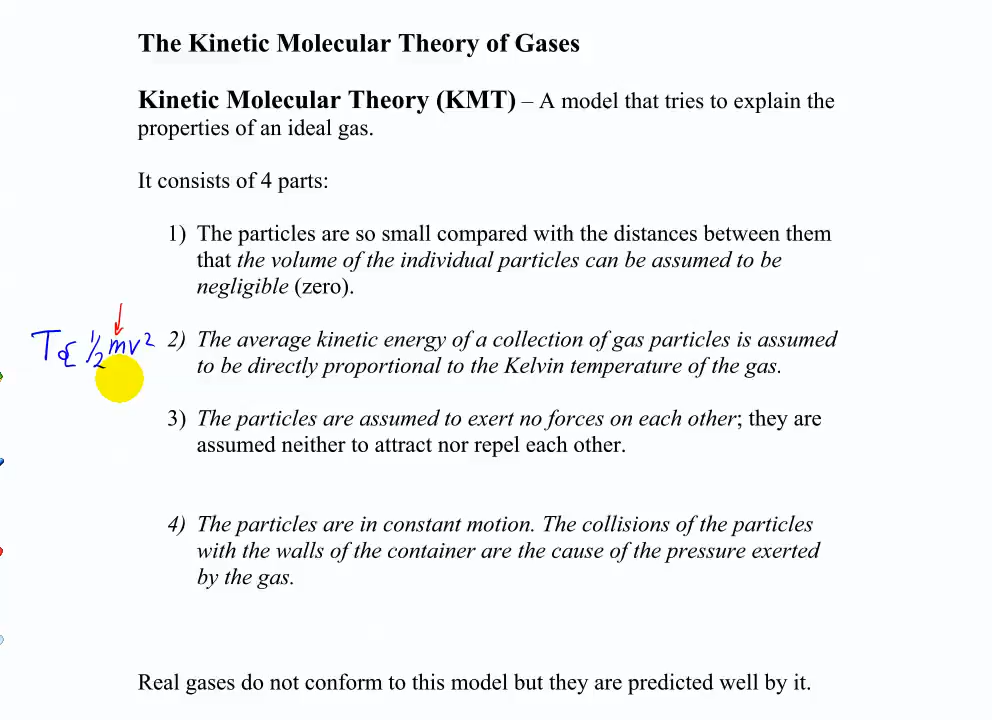 The Kinetic Molecular Theory of Gases
Kinetic Molecular Theory (KMT) – A model that tries to explain the
properties of an ideal gas.
It consists of 4 parts:
1) The particles are so small compared with the distances between them
that the volume of the individual particles can be assumed to be
negligible (zero).
T∝ ½ mv²
2) The average kinetic energy of a collection of gas particles is assumed
to be directly proportional to the Kelvin temperature of the gas.
3) The particles are assumed to exert no forces on each other; they are
assumed neither to attract nor repel each other.
4) The particles are in constant motion. The collisions of the particles
with the walls of the container are the cause of the pressure exerted
by the gas.
Real gases do not conform to this model but they are predicted well by it.